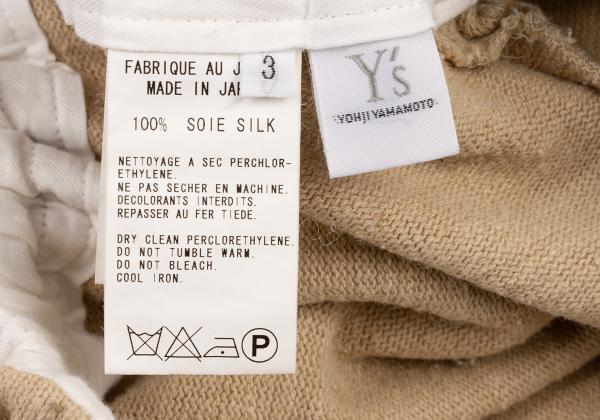 FABRIQUE AU J
MADE IN JAP
3
100% SOIE SILK
NETTOYAGE A SEC PERCHLOR-
ETHYLENE.
NE PAS SECHER EN MACHINE.
DECOLORANTS INTERDITS.
REPASSER AU FER TIEDE.
DRY CLEAN PERCLORETHYLENE.
DO NOT TUMBLE WARM.
DO NOT BLEACH.
COOL IRON.
P
Y's
YOHJI YAMAMOTO